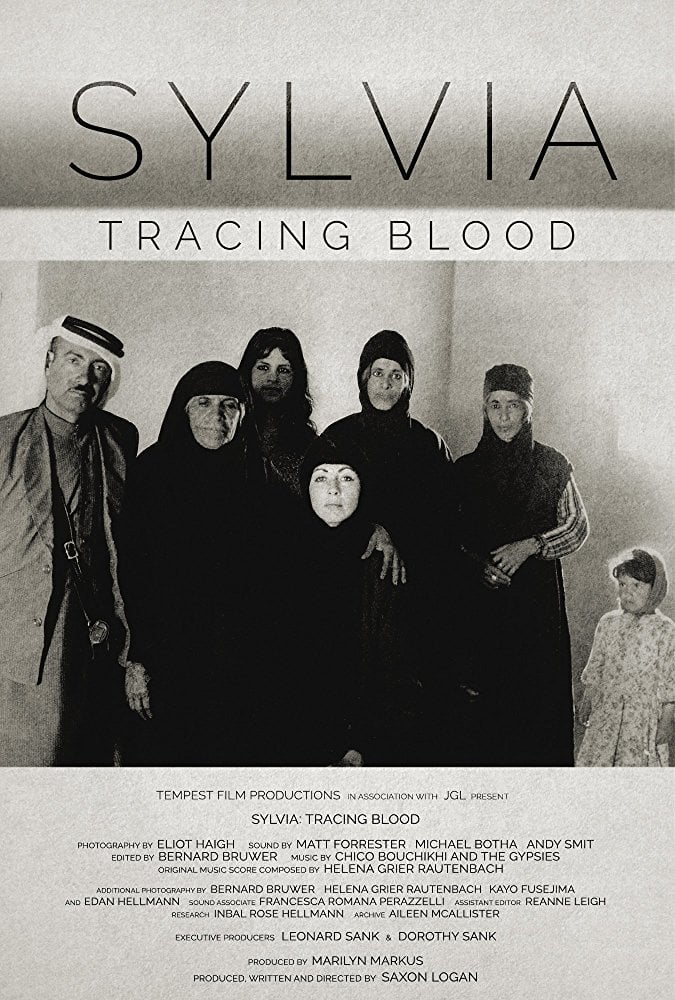 SYLVIA
TRACING BLOOD
TEMPEST FILM PRODUCTIONS IN ASSOCIATION WITH JGL PRESENT
SYLVIA: TRACING BLOOD
PHOTOGRAPHY BY ELIOT HAIGH SOUND BY MATT FORRESTER MICHAEL BOTHA ANDY SMIT
EDITED BY BERNARD BRUWER MUSIC BY CHICO BOUCHIKHI AND THE GYPSIES
ORIGINAL MUSIC SCORE COMPOSED BY HELENA GRIER RAUTENBACH
ADDITIONAL PHOTOGRAPHY BY BERNARD BRUWER HELENA GRIER RAUTENBACH KAYO FUSEJIMA
AND EDAN HELLMANN SOUND ASSOCIATE FRANCESCA ROMANA PERAZZELLI ASSISTANT EDITOR REANNE LEIGH
RESEARCH INBAL ROSE HELLMANN ARCHIVE AILEEN MCALLISTER
EXECUTIVE PRODUCERS LEONARD SANK & DOROTHY SANK
PRODUCED BY MARILYN MARKUS
PRODUCED, WRITTEN AND DIRECTED BY SAXON LOGAN